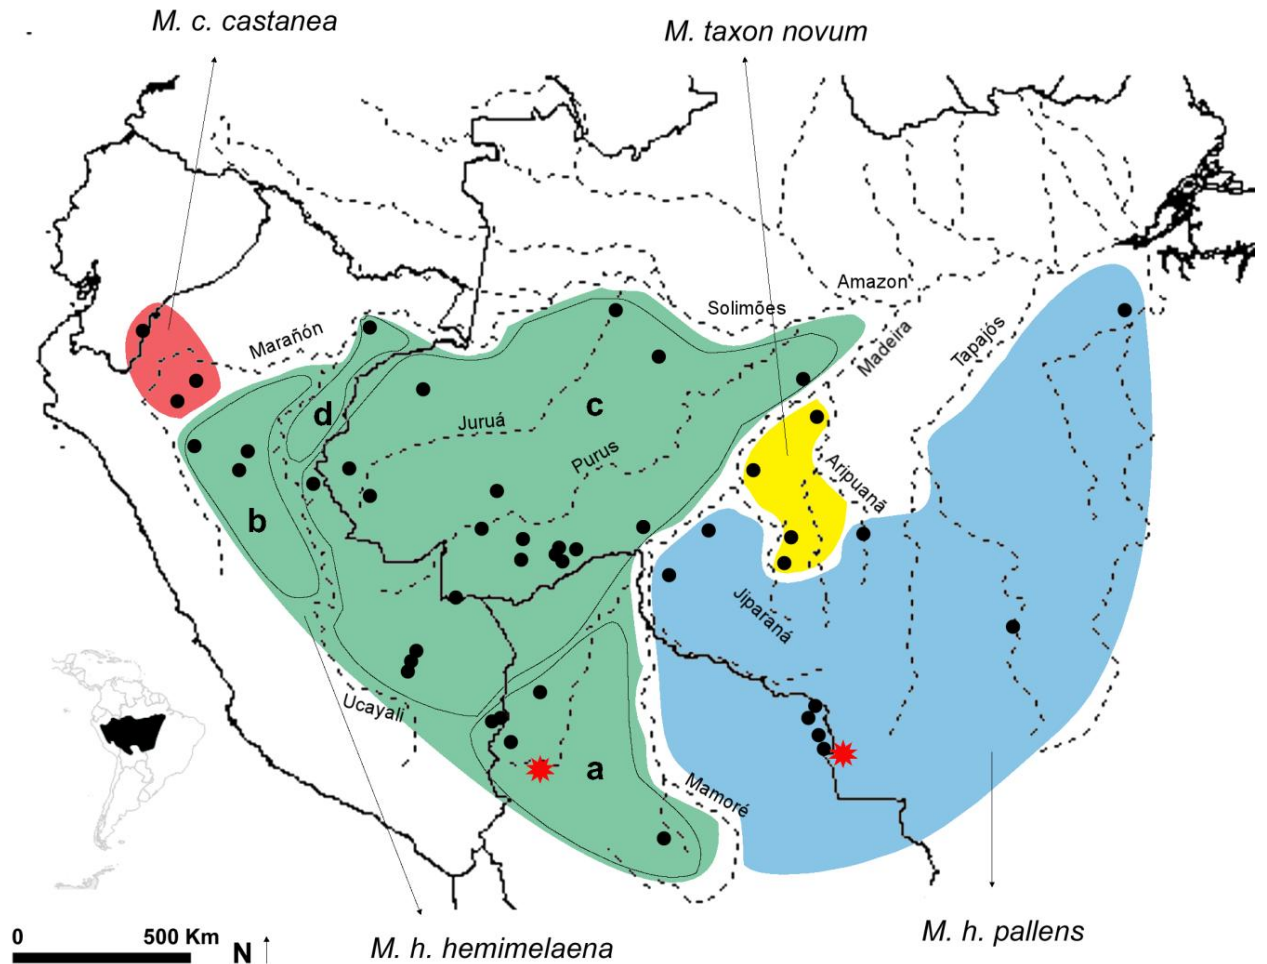 M. c. castanea
M. taxon novum
Amazon
Solimões
Madeira
Tapajós
Marañón
d
c
Juruá
Purus
Aripuanã
b
Jiparaná
Ucayali
a
Mamoré
M. h. hemimelaena
M. h. pallens
0 500 Km
N